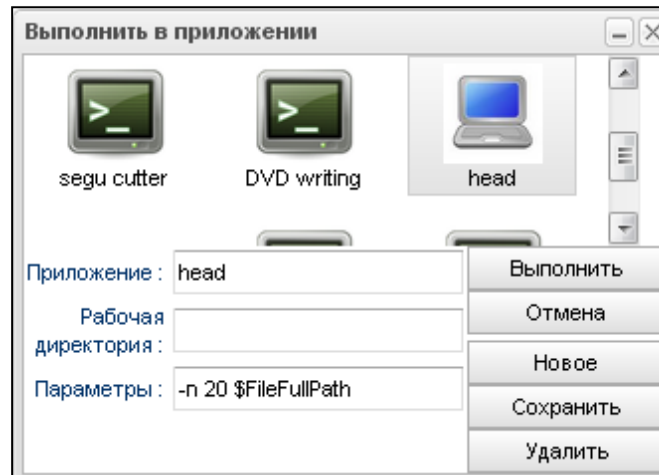 Выполнить в приложении
segu cutter
DVD writing
head
Приложение : head
Выполнить
Рабочая
директория :
Отмена
Новое
Параметры : -n 20 $FileFullPath
Сохранить
Удалить